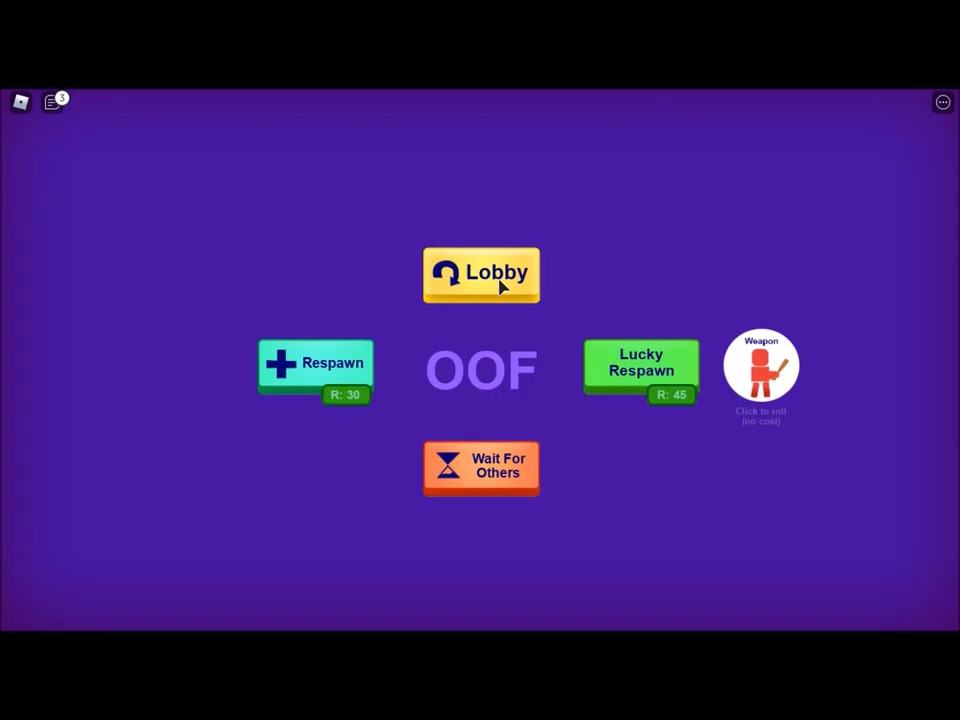 3
Lobby
Respawn
R: 30
OOF
Lucky
Respawn
R: 45
Weapon
Click to roll
(no cost)
Wait For
Others